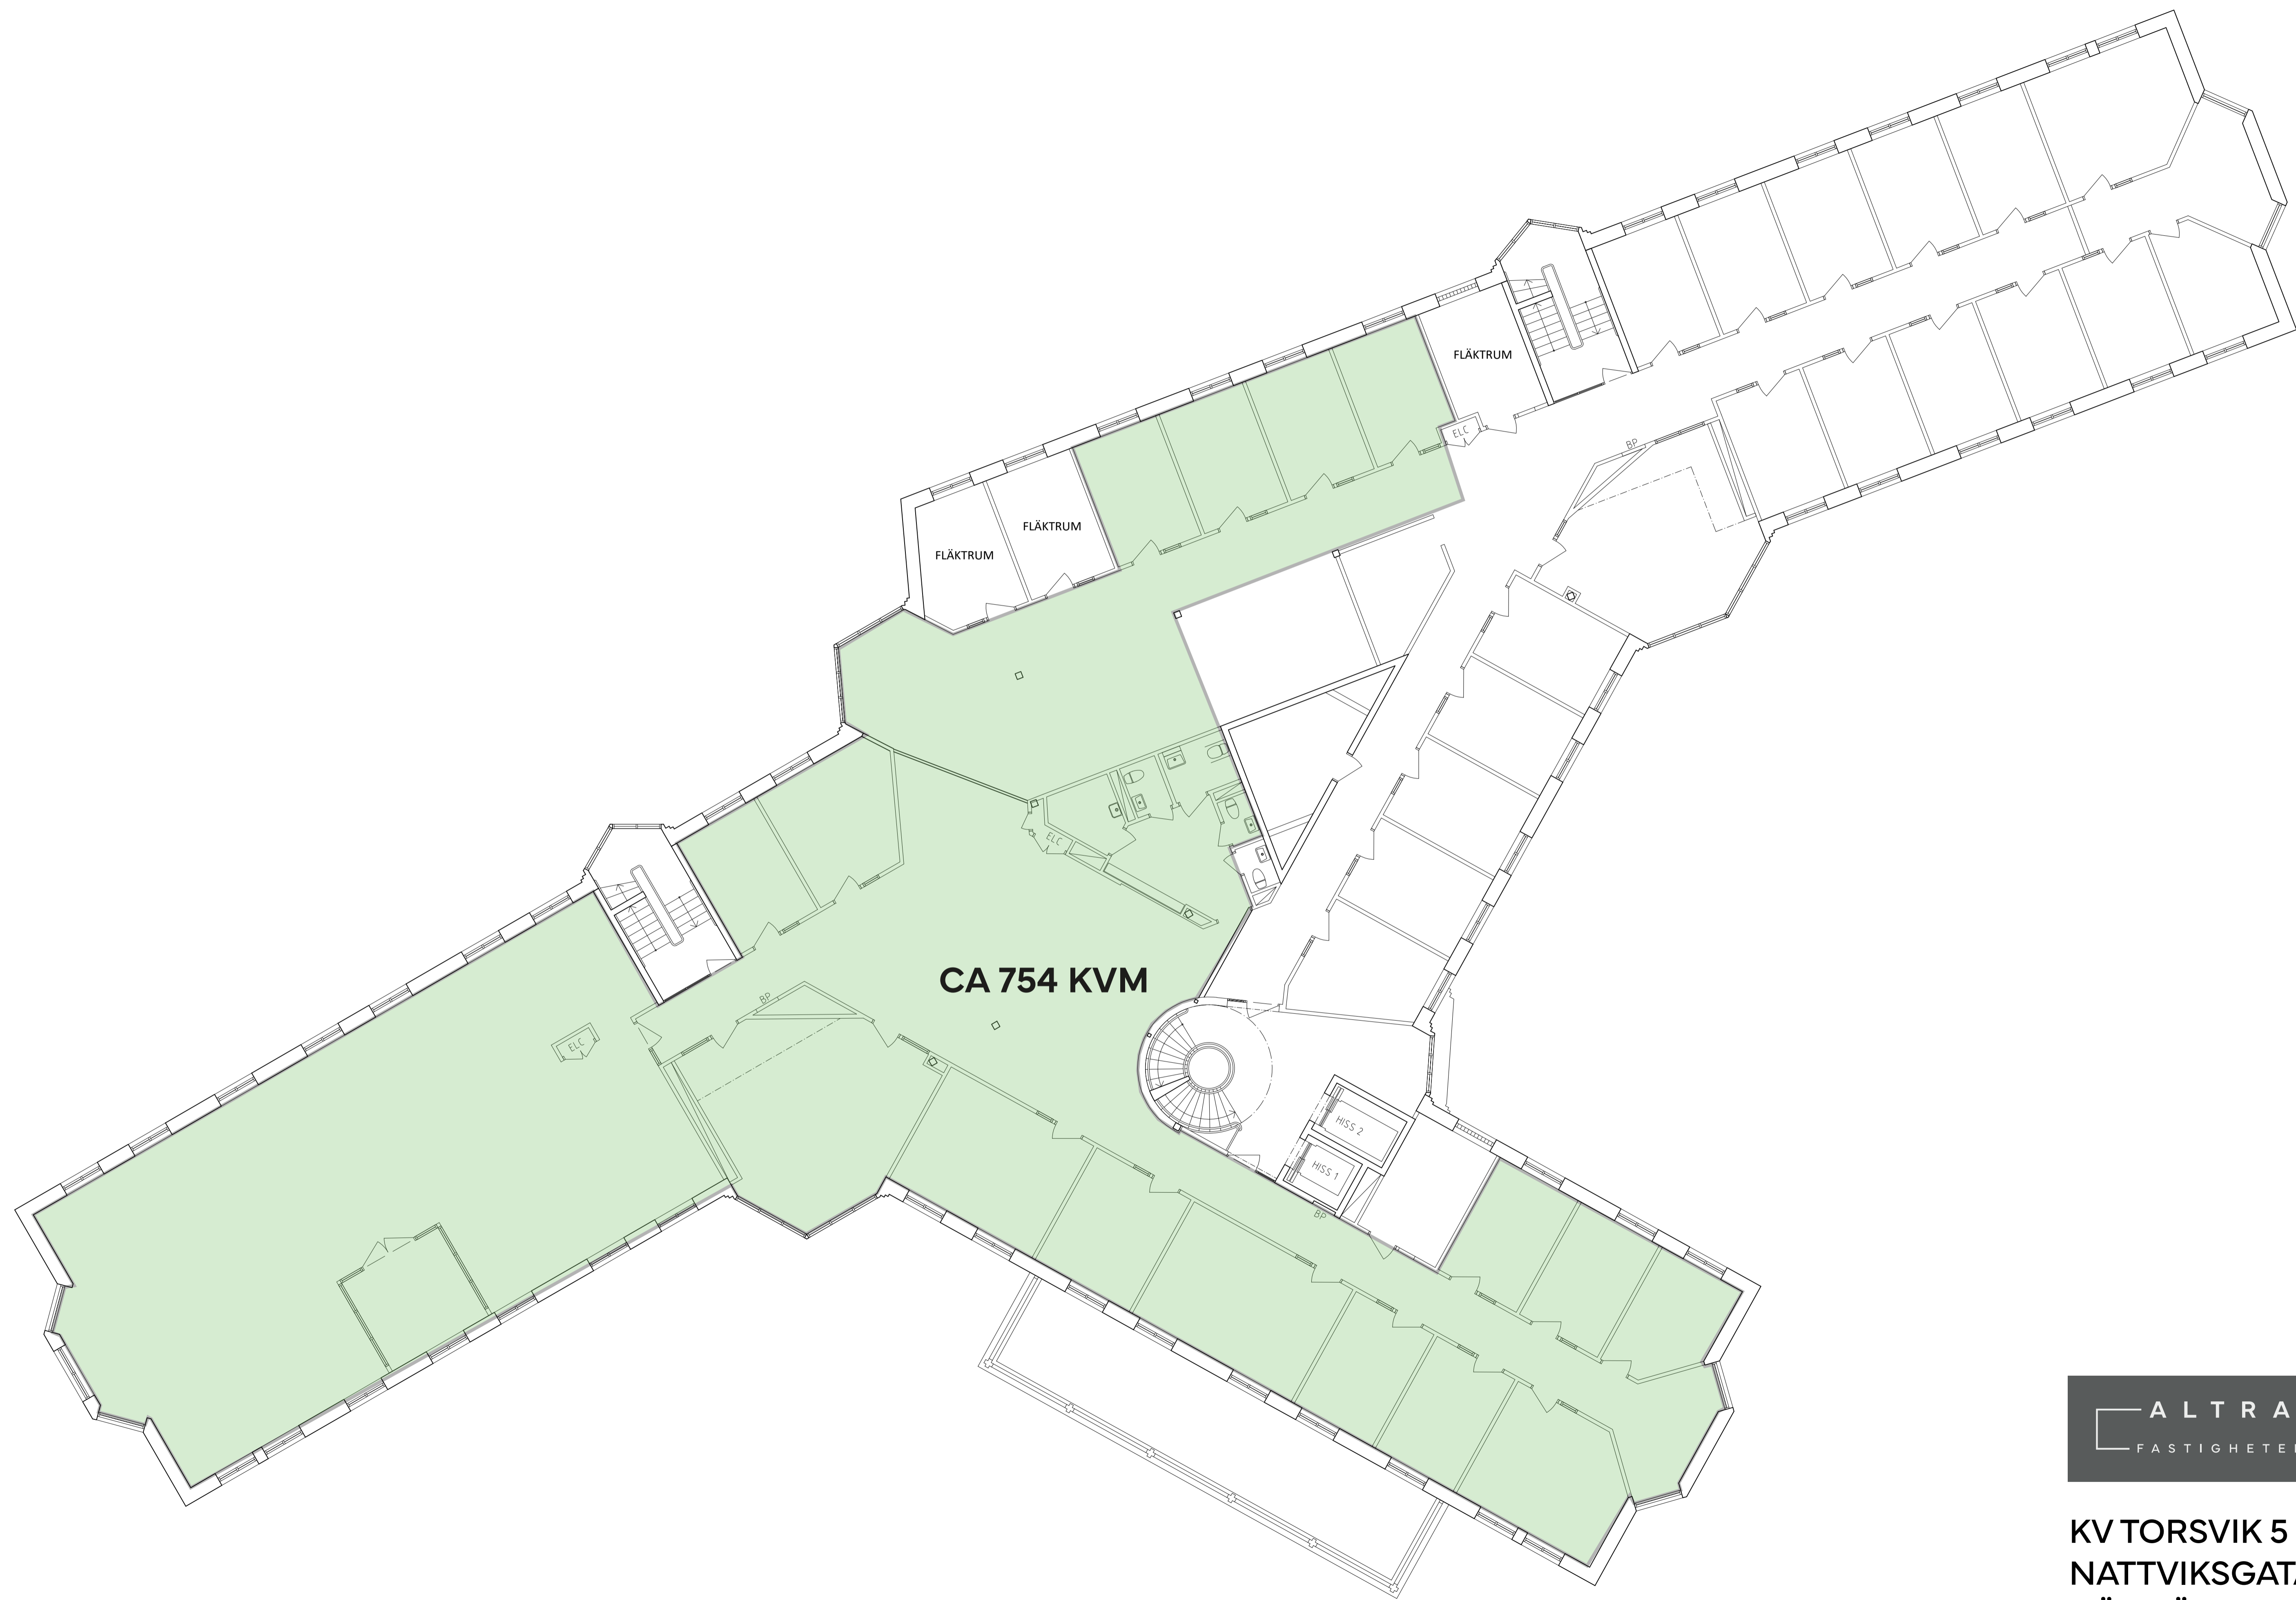 FLÄKTRUM
ELC
BP
FLÄKTRUM
FLÄKTRUM
ELC
CA 754 KVM
BP
ELC
HISS 2
HISS 1
BP
ALTRA
FASTIGHETE
KV TORSVIK 5